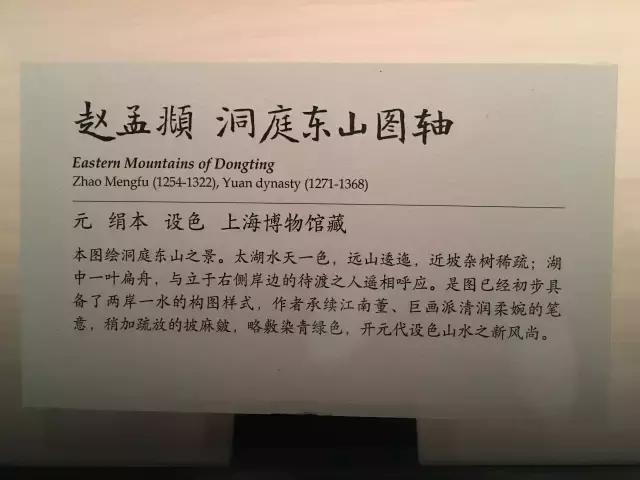 赵孟頫 洞庭东山图轴
Eastern Mountains of Dongting
Zhao Mengfu (1254-1322), Yuan dynasty (1271-1368)
元 绢本 设色 上海博物馆藏
本图绘洞庭东山之景。太湖水天一色，远山逶迤，近坡杂树稀疏；湖
中一叶扁舟，与立于右侧岸边的待渡之人遥相呼应。是图已经初步具
备了两岸一水的构图样式，作者承续江南董、巨画派清润柔婉的笔
意，稍加疏放的披麻皴，略敷染青绿色，开元代设色山水之新风尚。